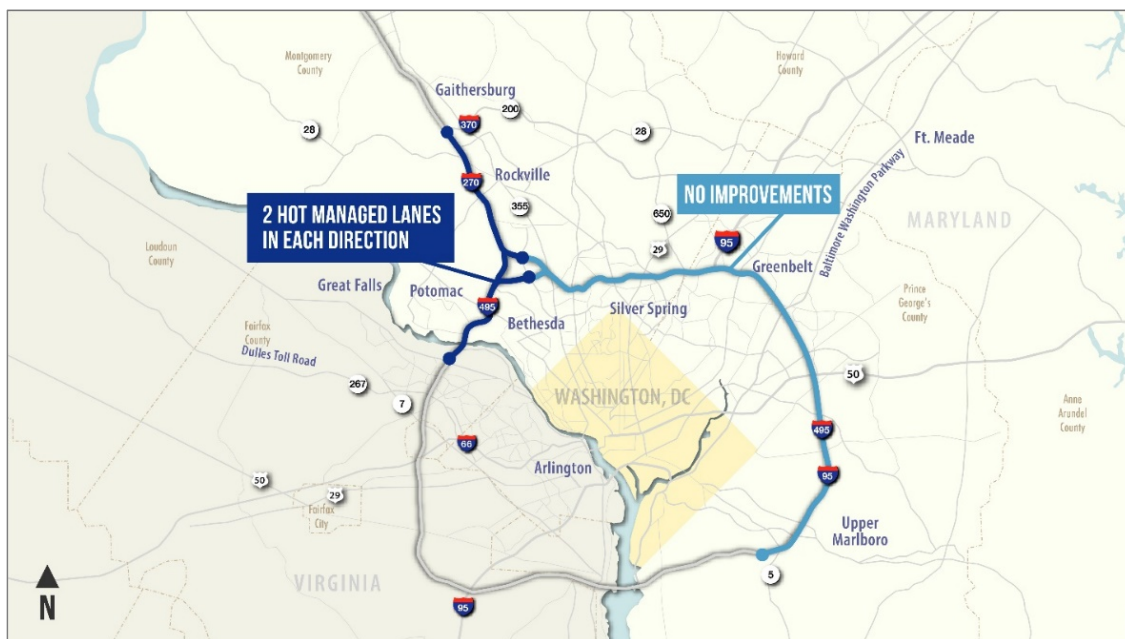 Montgomery
County
Howard
County
Gaithersburg
370
200
28
28
Ft. Meade
270
Rockville
355
650
NO IMPROVEMENTS
2 HOT MANAGED LANES
IN EACH DIRECTION
29
95
MARYLAND
Baltimore Washington Parkway
Loudoun
County
Great Falls
Potomac
Greenbelt
Prince
George's
County
495
Bethesda
Silver Spring
Fairfax
County
Dulles Toll Road
267
7
50
WASHINGTON, DC
Anne
Arundel
County
66
495
Arlington
95
50
29
Fairfax
City
Upper
Marlboro
VIRGINIA
5
N
95